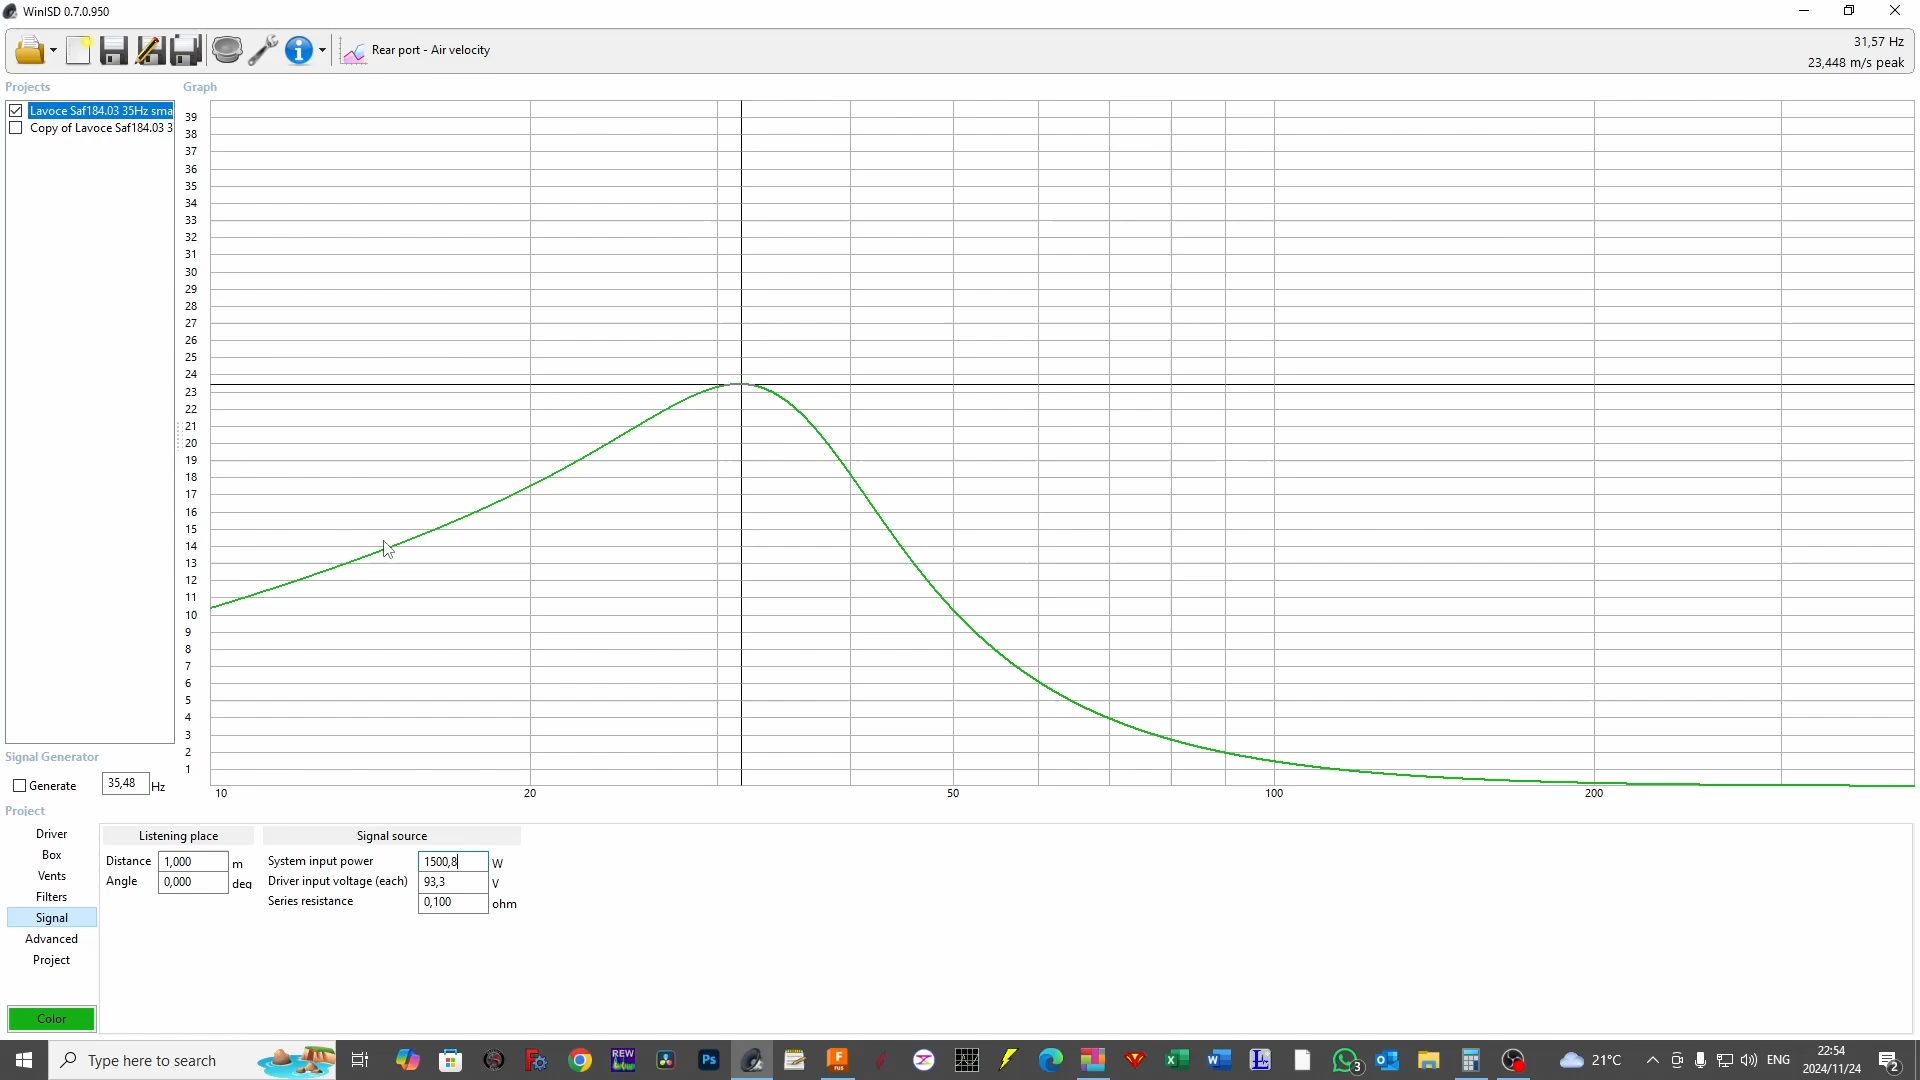 WinISD 0.7.0.950
Rear port - Air velocity
31,57 Hz
23,448 m/s peak
Projects
Graph
Lavoce Saf184.03 35Hz sma
Copy of Lavoce Saf184.03 3
39
38
37
36
35
34
33
32
31
30
29
28
27
26
25
24
23
22
21
20
19
18
17
16
15
14
13
12
11
10
9
8
7
6
5
4
3
2
1
10 20 50 100 200
Signal Generator
Generate 35,48 Hz
Project
Driver
Box
Vents
Filters
Signal
Advanced
Project
Color
Listening place
Distance 1,000 m
Angle 0,000 deg
Signal source
System input power 1500,8 W
Driver input voltage (each) 93,3 V
Series resistance 0,100 ohm
Type here to search
REW
Ps
F
3
21°C
ENG
22:54
2024/11/24
2